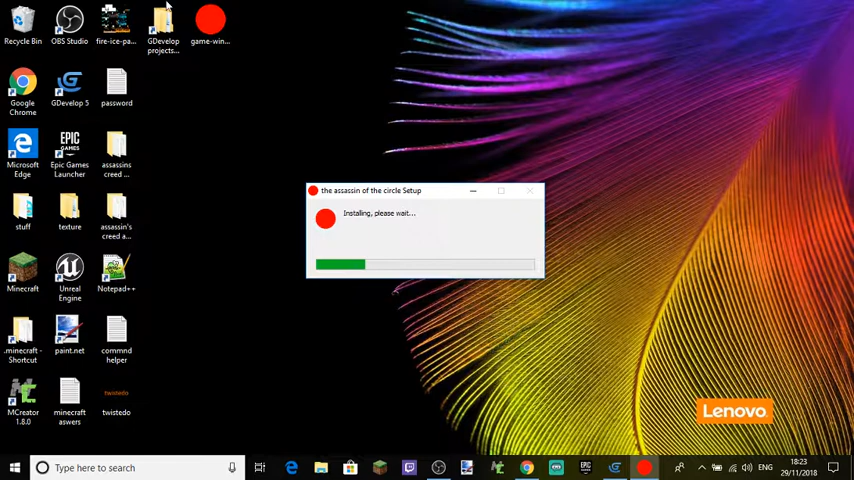 Recycle Bin
OBS Studio
fire-ice-pa...
GDevelop
projects...
game-win...
Google
Chrome
GDevelop 5
password
EPIC
GAMES
Microsoft
Edge
Epic Games
Launcher
assassins
creed ...
stuff
texture
assassin's
creed a...
Minecraft
Unreal
Engine
Notepad++
.minecraft -
Shortcut
paint.net
commnd
helper
twistedo
MCreator
1.8.0
minecraft
aswers
twistedo
the assassin of the circle Setup
Installing, please wait...
Lenovo
Type here to search
EPIC
ENG
18:23
29/11/2018